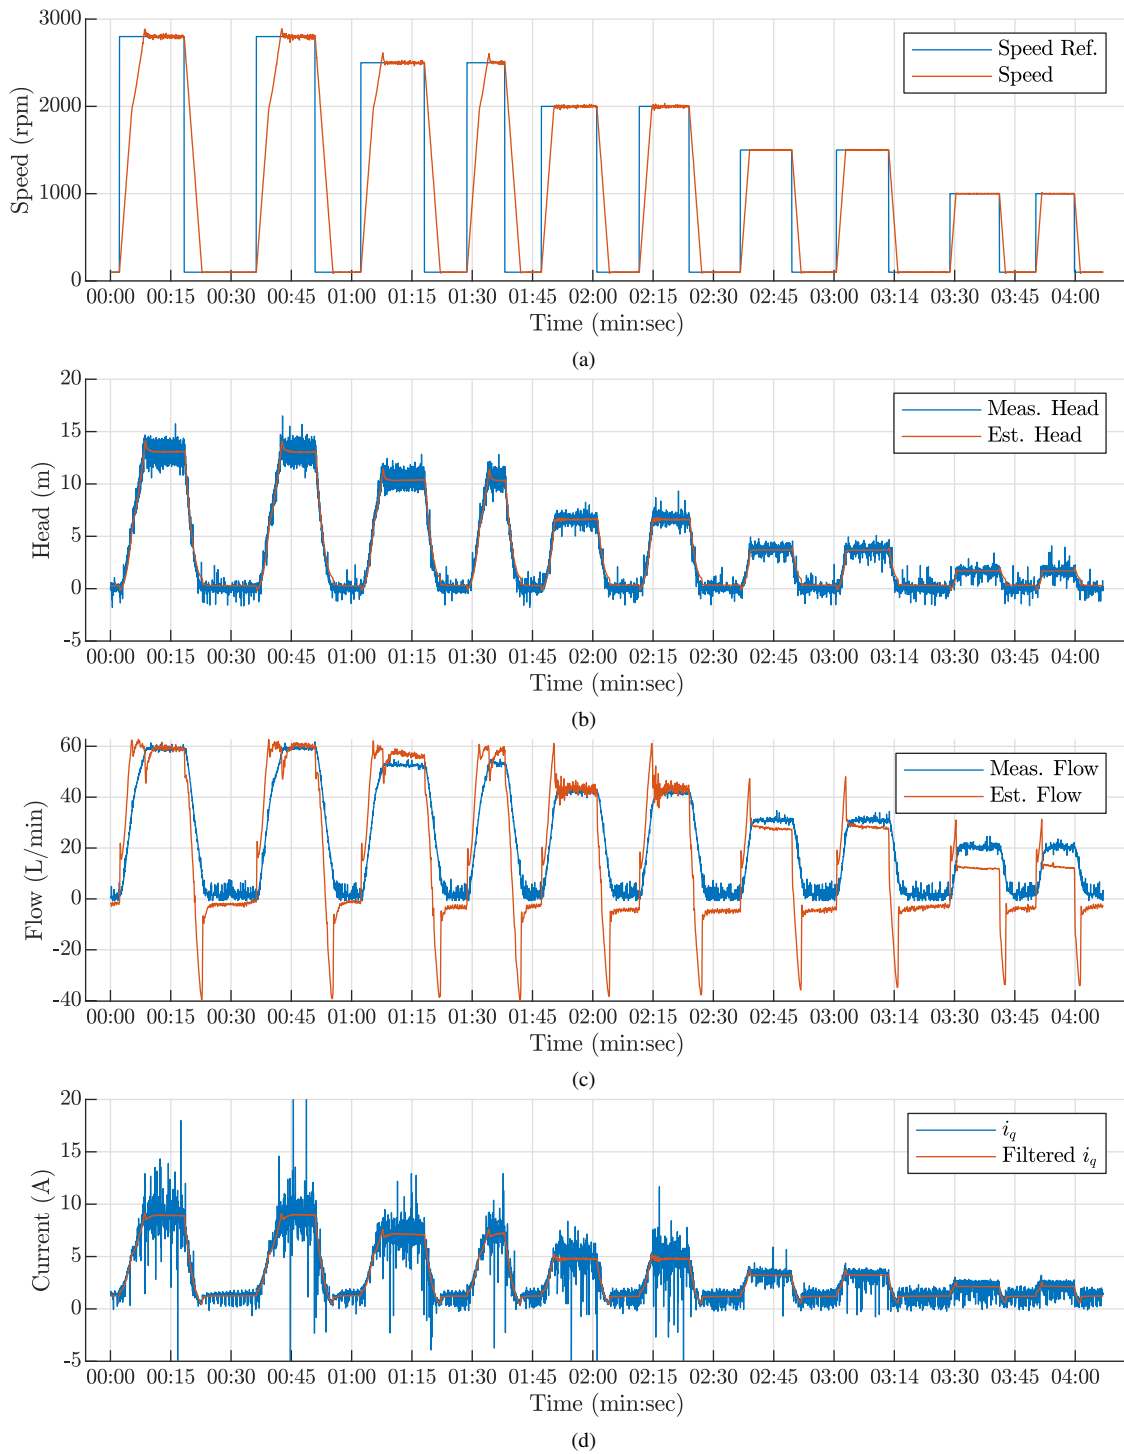 3000
2000
1000
0
Speed (rpm)
Speed Ref.
Speed
00:00 00:15 00:30 00:45 01:00 01:15 01:30 01:45 02:00 02:15 02:30 02:45 03:00 03:14 03:30 03:45 04:00
Time (min:sec)
(a)
20
15
10
5
0
-5
Head (m)
Meas. Head
Est. Head
00:00 00:15 00:30 00:45 01:00 01:15 01:30 01:45 02:00 02:15 02:30 02:45 03:00 03:14 03:30 03:45 04:00
Time (min:sec)
(b)
60
40
20
0
-20
-40
Flow (L/min)
Meas. Flow
Est. Flow
00:00 00:15 00:30 00:45 01:00 01:15 01:30 01:45 02:00 02:15 02:30 02:45 03:00 03:14 03:30 03:45 04:00
Time (min:sec)
(c)
20
15
10
5
0
-5
Current (A)
i_q
Filtered i_q
00:00 00:15 00:30 00:45 01:00 01:15 01:30 01:45 02:00 02:15 02:30 02:45 03:00 03:14 03:30 03:45 04:00
Time (min:sec)
(d)